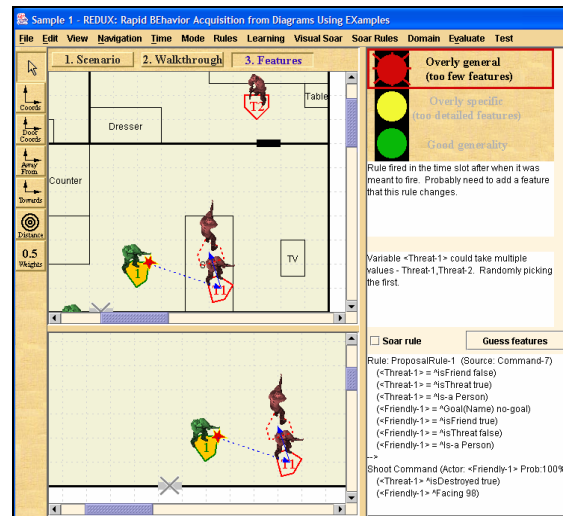 Sample 1 - REDUX: Rapid BEhavior Acquisition from Diagrams Using EXamples
File Edit View Navigation Time Mode Rules Learning Visual Soar Soar Rules Domain Evaluate Test
1. Scenario 2. Walkthrough 3. Features
Coords
Door
Coords
Away
From
Towards
Distance
0.5
Weights
T2
Table
Dresser
Counter
TV
1
T1
1
T1
Overly general
(too few features)
Overly specific
(too detailed features)
Good generality
Rule fired in the time slot after when it was
meant to fire. Probably need to add a feature
that this rule changes.
Variable <Threat-1> could take multiple
values - Threat-1,Threat-2. Randomly picking
the first.
Soar rule Guess features
Rule: ProposalRule-1 (Source: Command-7)
(<Threat-1> = ^isFriend false)
(<Threat-1> = ^isThreat true)
(<Threat-1> = ^Is-a Person)
(<Friendly-1> = ^Goal(Name) no-goal)
(<Friendly-1> = ^isFriend true)
(<Friendly-1> = ^isThreat false)
(<Friendly-1> = ^Is-a Person)
-->
Shoot Command (Actor: <Friendly-1> Prob:100%
(<Threat-1> ^isDestroyed true)
(<Friendly-1> ^Facing 98)